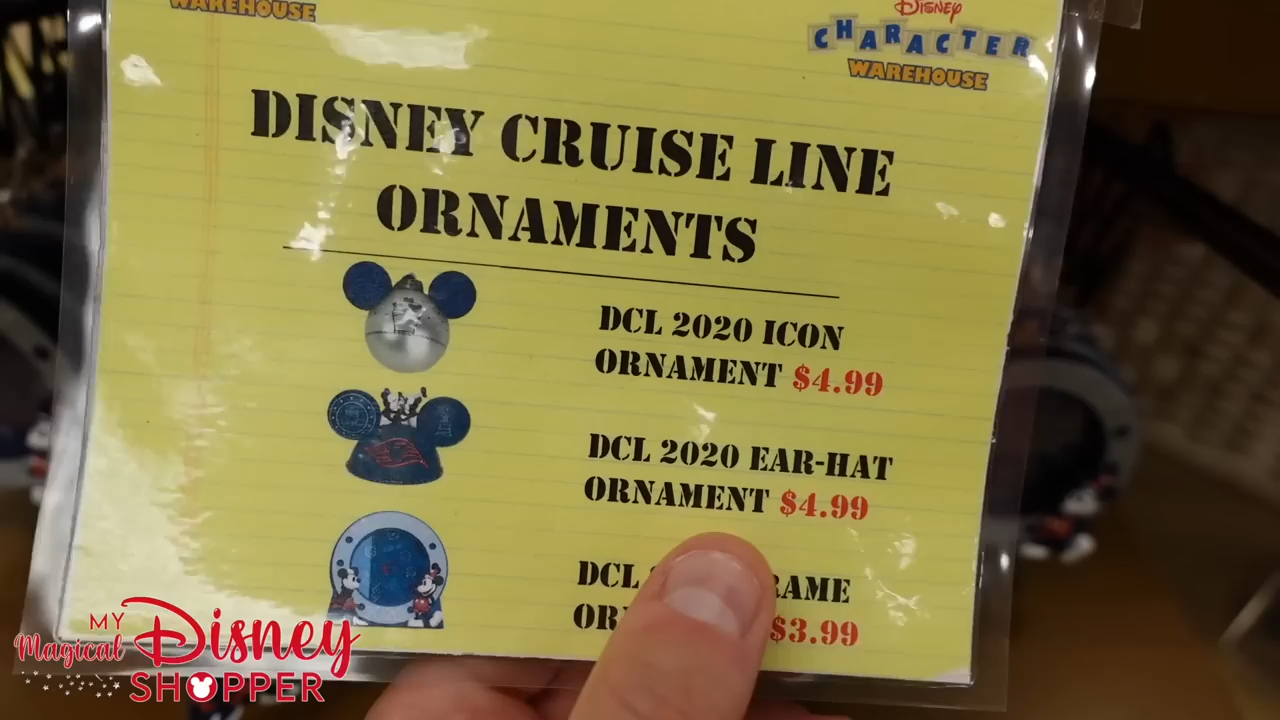 WAREHOUSE
DISNEY
CHARACTER
WAREHOUSE
DISNEY CRUISE LINE
ORNAMENTS
DCL 2020 ICON
ORNAMENT $4.99
DCL 2020 EAR-HAT
ORNAMENT $4.99
DCL
$3.99
MY
Magical Disney
SHOPPER